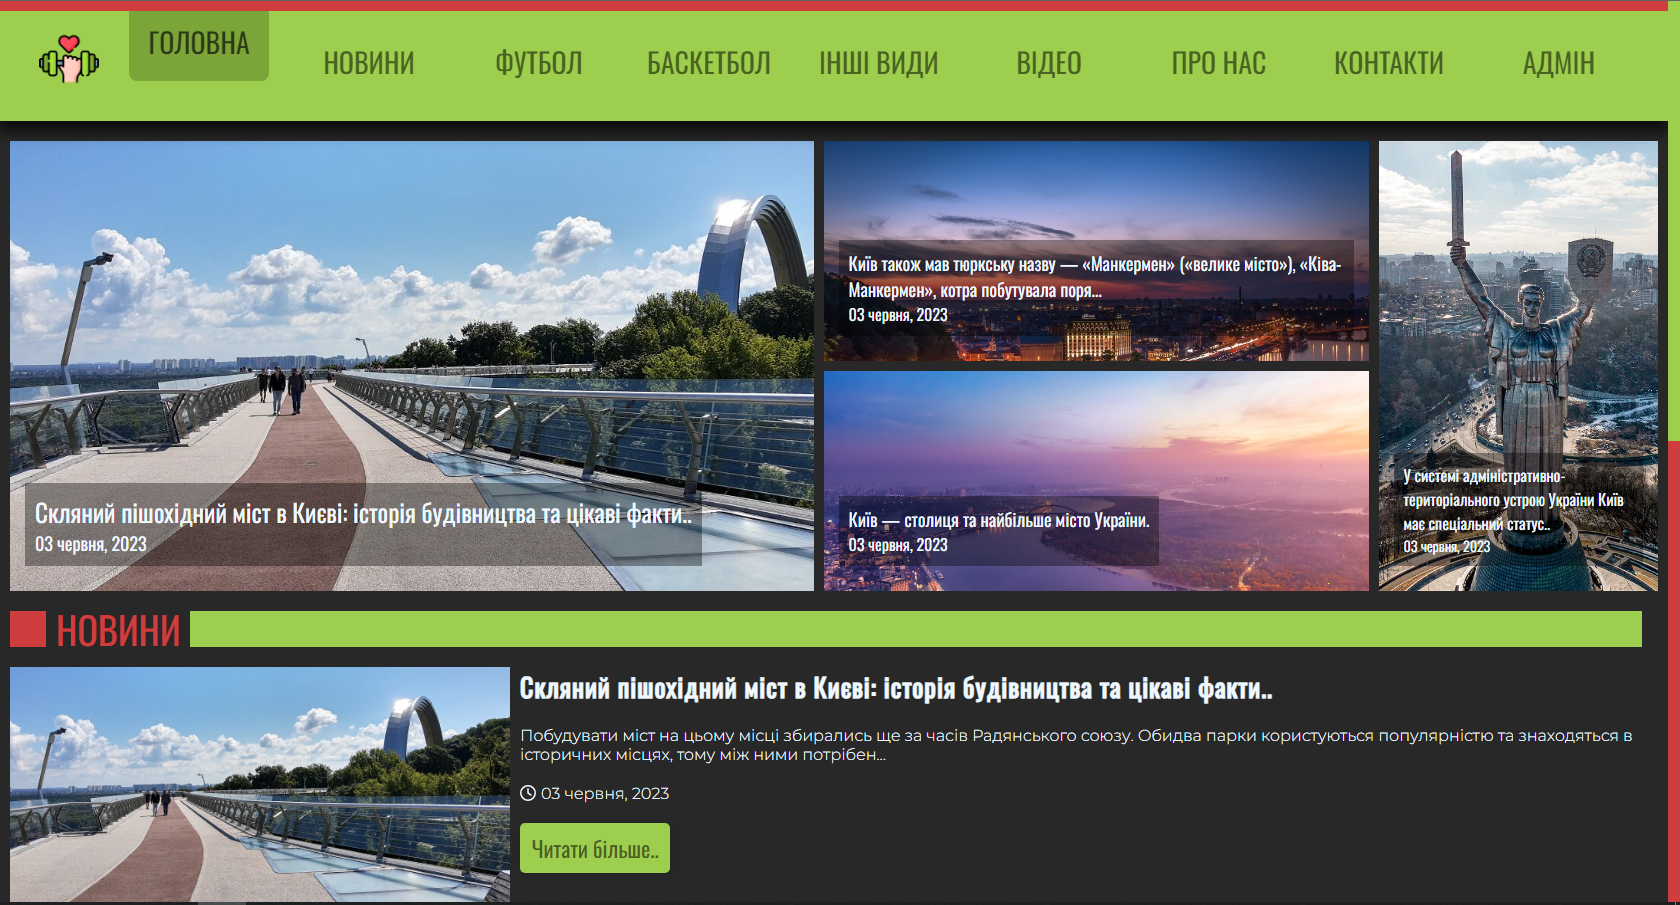 ГОЛОВНА
НОВИНИ
ФУТБОЛ
БАСКЕТБОЛ
ІНШІ ВИДИ
ВІДЕО
ПРО НАС
КОНТАКТИ
АДМІН
Скляний пішохідний міст в Києві: історія будівництва та цікаві факти..
03 червня, 2023
Київ також мав тюркську назву — «Манкермен» («велике місто»), «Ківа-
Манкермен», котра побутувала поря...
03 червня, 2023
Київ — столиця та найбільше місто України.
03 червня, 2023
У системі адміністративно-
територіального устрою України Київ
має спеціальний статус..
03 червня, 2023
НОВИНИ
Скляний пішохідний міст в Києві: історія будівництва та цікаві факти..
Побудувати міст на цьому місці збирались ще за часів Радянського союзу. Обидва парки користуються популярністю та знаходяться в
історичних місцях, тому між ними потрібен...
03 червня, 2023
Читати більше..